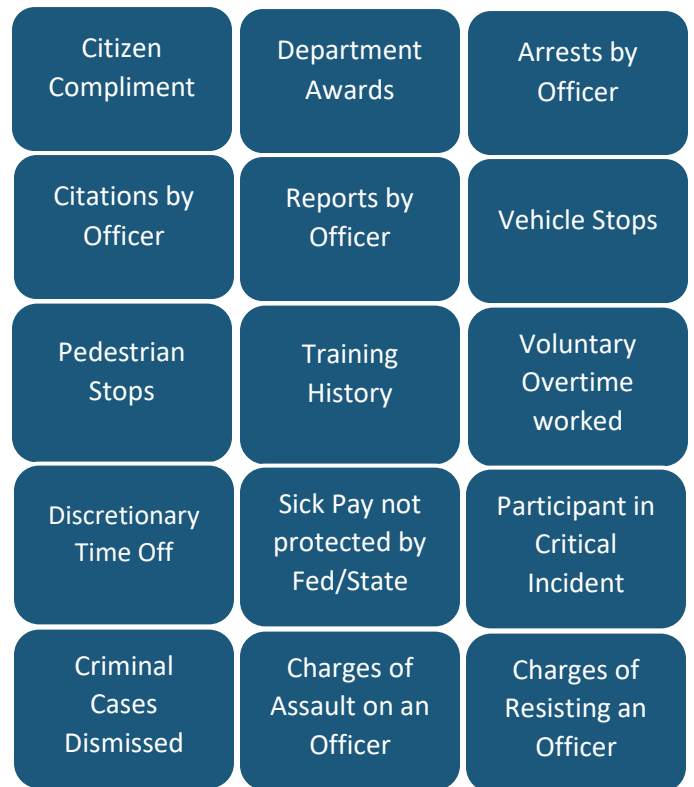 Citizen
Compliment
Department
Awards
Arrests by
Officer
Citations by
Officer
Reports by
Officer
Vehicle Stops
Pedestrian
Stops
Training
History
Voluntary
Overtime
worked
Discretionary
Time Off
Sick Pay not
protected by
Fed/State
Participant in
Critical
Incident
Criminal
Cases
Dismissed
Charges of
Assault on an
Officer
Charges of
Resisting an
Officer